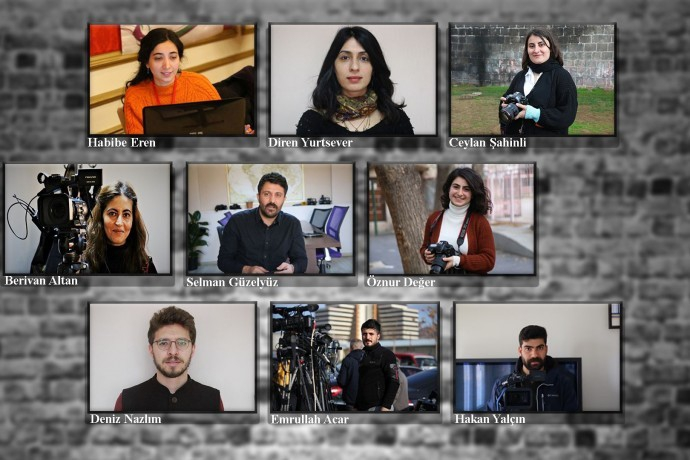 Habibe Eren
Diren Yurtsever
Ceylan Şahinli
Berivan Altan
Selman Güzelyüz
Öznur Değer
Deniz Nazlım
Emrullah Acar
Hakan Yalçın